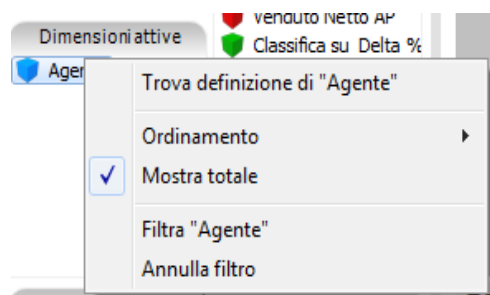 Venduto Netto AP
Dimensioni attive
Classifica su Delta %
Trova definizione di "Agente"
Ordinamento
Mostra totale
Filtra "Agente"
Annulla filtro